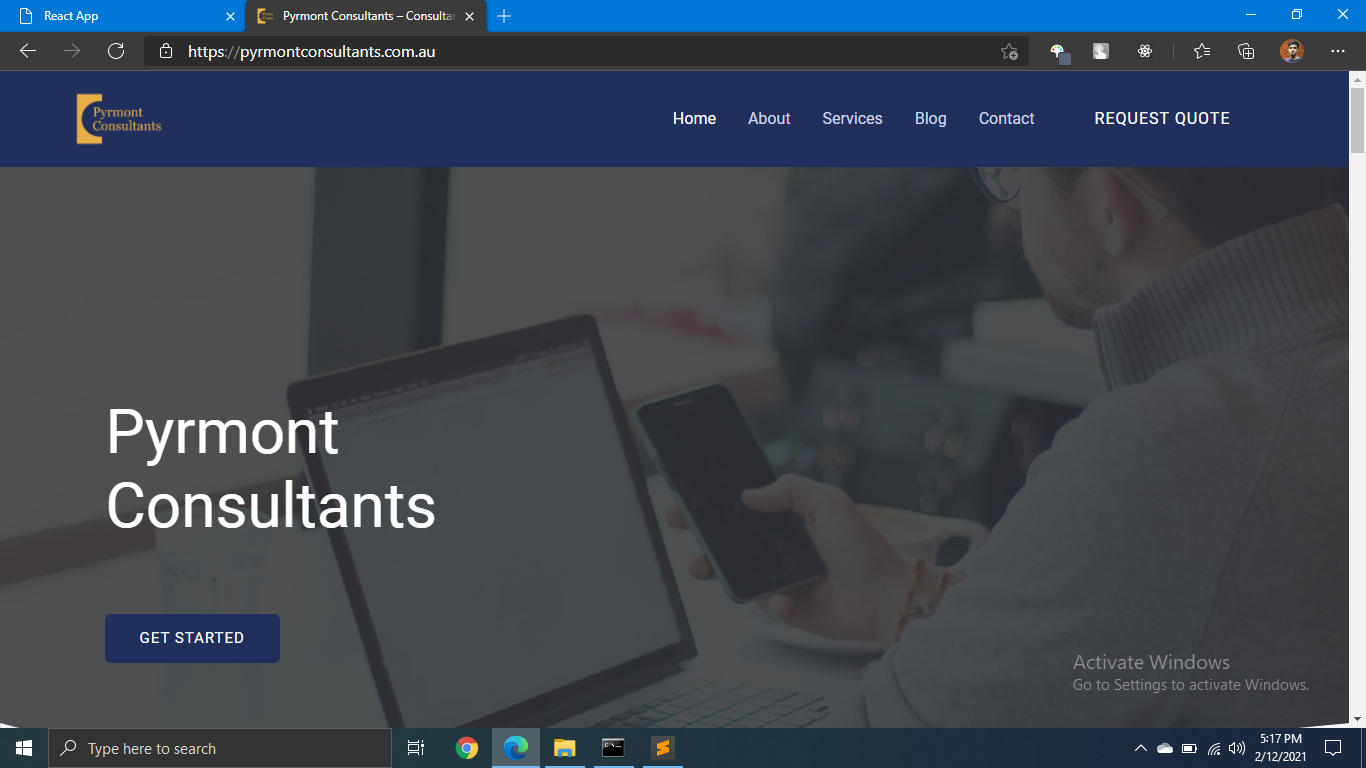 React App
Pyrmont Consultants – Consultan
https://pyrmontconsultants.com.au
Pyrmont
Consultants
Home
About
Services
Blog
Contact
REQUEST QUOTE
Pyrmont
Consultants
GET STARTED
Activate Windows
Go to Settings to activate Windows.
Type here to search
5:17 PM
2/12/2021